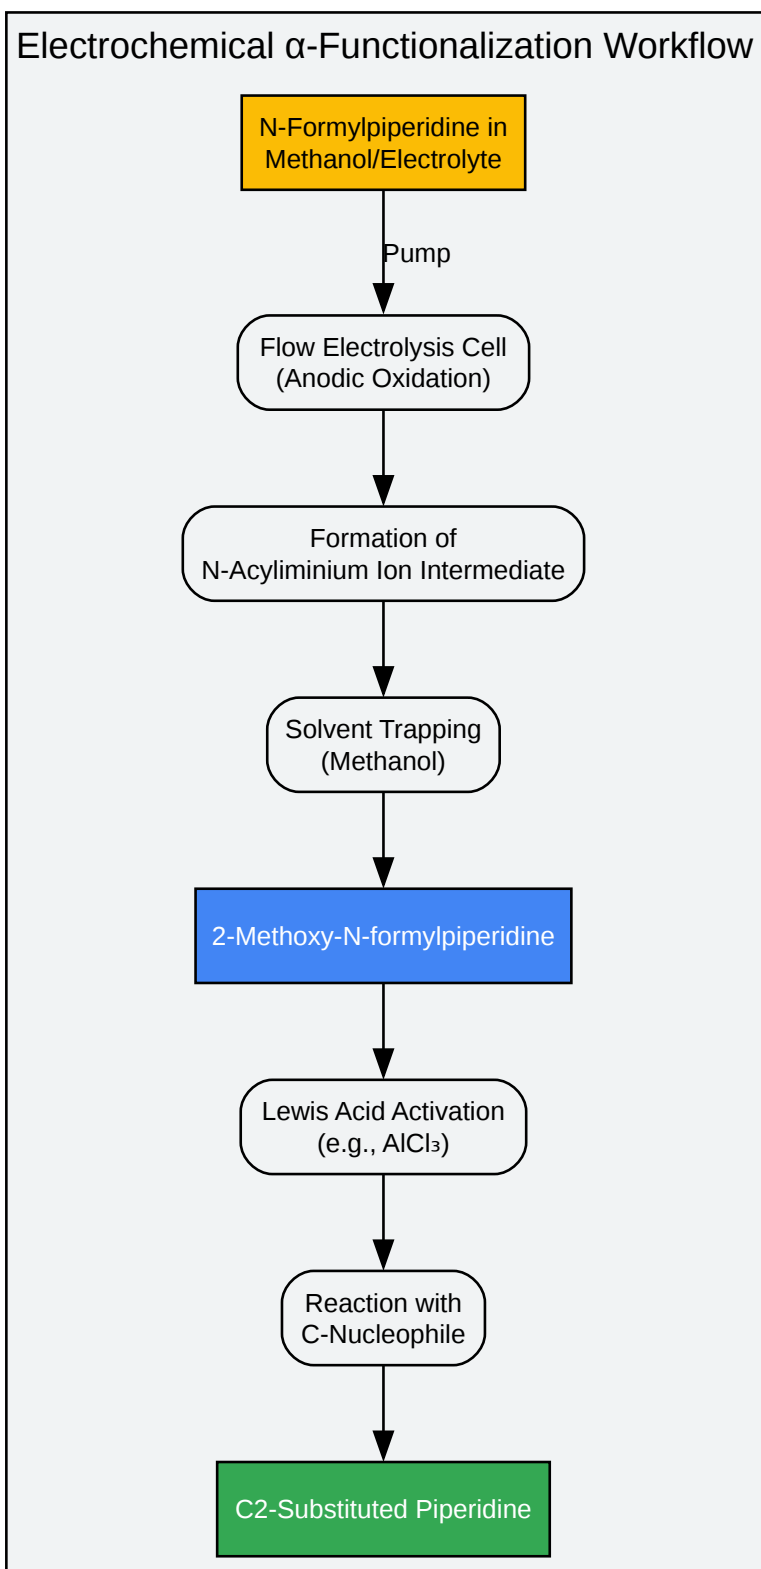 Electrochemical α-Functionalization Workflow
N-Formylpiperidine in
Methanol/Electrolyte
Pump
Flow Electrolysis Cell
(Anodic Oxidation)
Formation of
N-Acyliminium Ion Intermediate
Solvent Trapping
(Methanol)
2-Methoxy-N-formylpiperidine
Lewis Acid Activation
(e.g., AlCl₃)
Reaction with
C-Nucleophile
C2-Substituted Piperidine